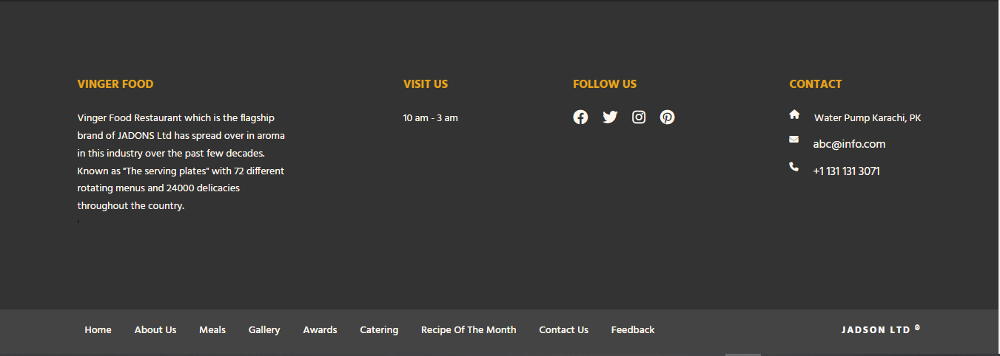 VINGER FOOD
Vinger Food Restaurant which is the flagship
brand of JADONS Ltd has spread over in aroma
in this industry over the past few decades.
Known as "The serving plates" with 72 different
rotating menus and 24000 delicacies
throughout the country.
'
VISIT US
10 am - 3 am
FOLLOW US
CONTACT
Water Pump Karachi, PK
abc@info.com
+1 131 131 3071
Home About Us Meals Gallery Awards Catering Recipe Of The Month Contact Us Feedback
JADSON LTD ®